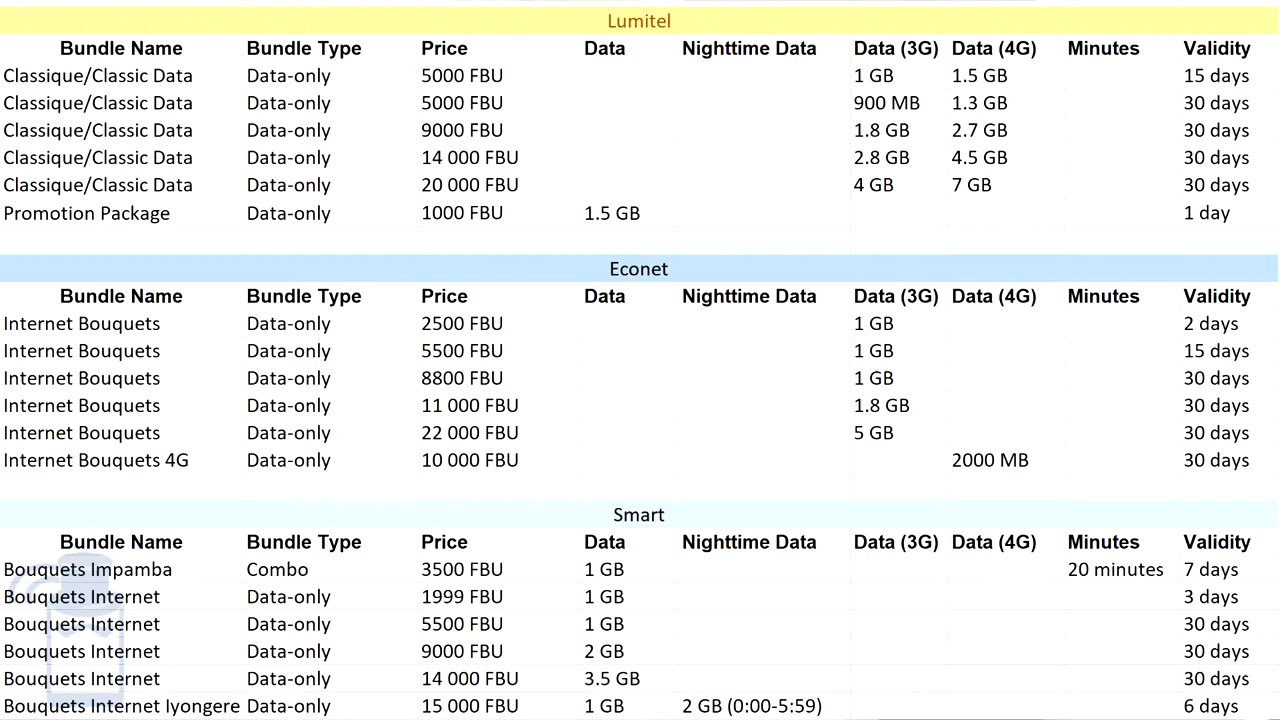 Lumitel
Bundle Name Bundle Type Price Data Nighttime Data Data (3G) Data (4G) Minutes Validity
Classique/Classic Data Data-only 5000 FBU 1 GB 1.5 GB 15 days
Classique/Classic Data Data-only 5000 FBU 900 MB 1.3 GB 30 days
Classique/Classic Data Data-only 9000 FBU 1.8 GB 2.7 GB 30 days
Classique/Classic Data Data-only 14 000 FBU 2.8 GB 4.5 GB 30 days
Classique/Classic Data Data-only 20 000 FBU 4 GB 7 GB 30 days
Promotion Package Data-only 1000 FBU 1.5 GB 1 day
Econet
Bundle Name Bundle Type Price Data Nighttime Data Data (3G) Data (4G) Minutes Validity
Internet Bouquets Data-only 2500 FBU 1 GB 2 days
Internet Bouquets Data-only 5500 FBU 1 GB 15 days
Internet Bouquets Data-only 8800 FBU 1 GB 30 days
Internet Bouquets Data-only 11 000 FBU 1.8 GB 30 days
Internet Bouquets Data-only 22 000 FBU 5 GB 30 days
Internet Bouquets 4G Data-only 10 000 FBU 2000 MB 30 days
Smart
Bundle Name Bundle Type Price Data Nighttime Data Data (3G) Data (4G) Minutes Validity
Bouquets Impamba Combo 3500 FBU 1 GB 20 minutes 7 days
Bouquets Internet Data-only 1999 FBU 1 GB 3 days
Bouquets Internet Data-only 5500 FBU 1 GB 30 days
Bouquets Internet Data-only 9000 FBU 2 GB 30 days
Bouquets Internet Data-only 14 000 FBU 3.5 GB 30 days
Bouquets Internet Iyongere Data-only 15 000 FBU 1 GB 2 GB (0:00-5:59) 6 days